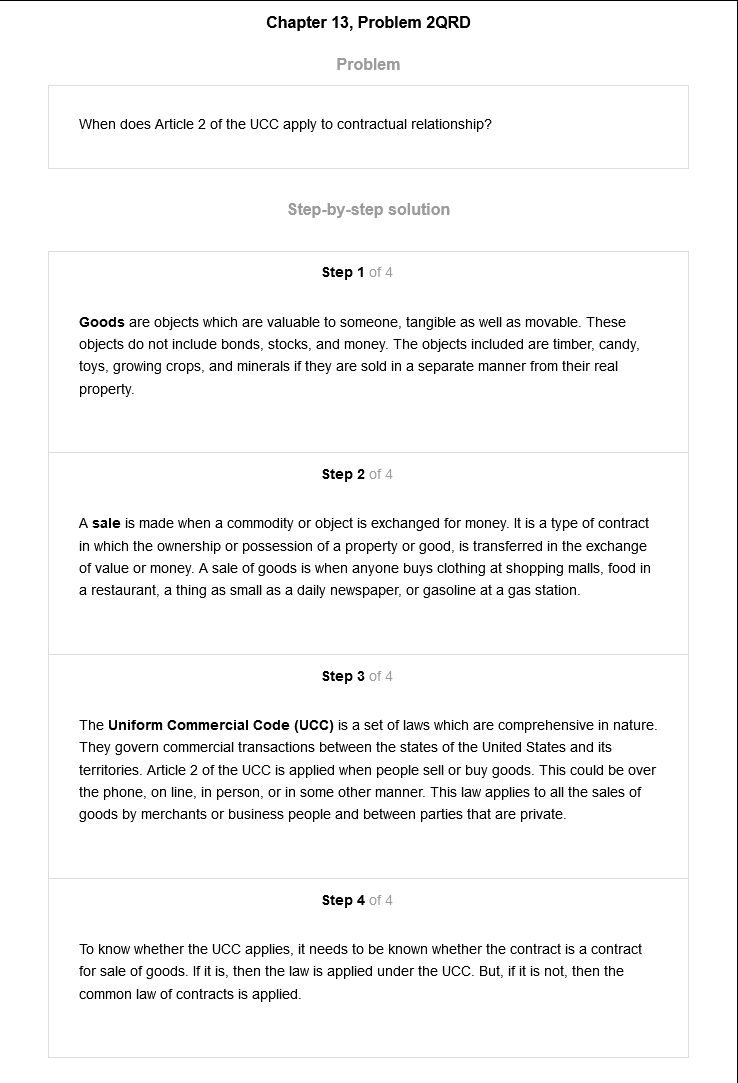 Chapter 13, Problem 2QRD
Problem
When does Article 2 of the UCC apply to contractual relationship?
Step-by-step solution
Step 1 of 4
Goods are objects which are valuable to someone, tangible as well as movable. These
objects do not include bonds, stocks, and money. The objects included are timber, candy,
toys, growing crops, and minerals if they are sold in a separate manner from their real
property.
Step 2 of 4
A sale is made when a commodity or object is exchanged for money. It is a type of contract
in which the ownership or possession of a property or good, is transferred in the exchange
of value or money. A sale of goods is when anyone buys clothing at shopping malls, food in
a restaurant, a thing as small as a daily newspaper, or gasoline at a gas station.
Step 3 of 4
The Uniform Commercial Code (UCC) is a set of laws which are comprehensive in nature.
They govern commercial transactions between the states of the United States and its
territories. Article 2 of the UCC is applied when people sell or buy goods. This could be over
the phone, on line, in person, or in some other manner. This law applies to all the sales of
goods by merchants or business people and between parties that are private.
Step 4 of 4
To know whether the UCC applies, it needs to be known whether the contract is a contract
for sale of goods. If it is, then the law is applied under the UCC. But, if it is not, then the
common law of contracts is applied.